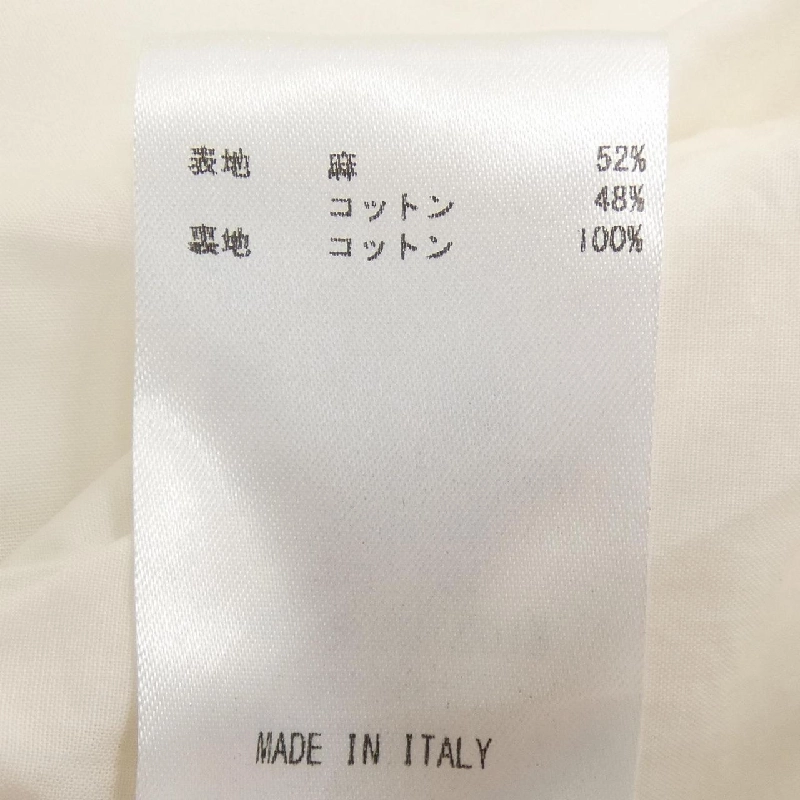 表地 麻 52%
コットン 48%
裏地 コットン 100%
MADE IN ITALY